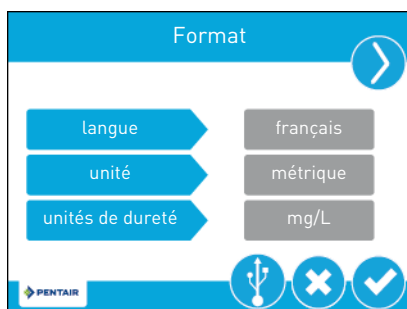 Format
langue français
unité métrique
unités de dureté mg/L
PENTAIR